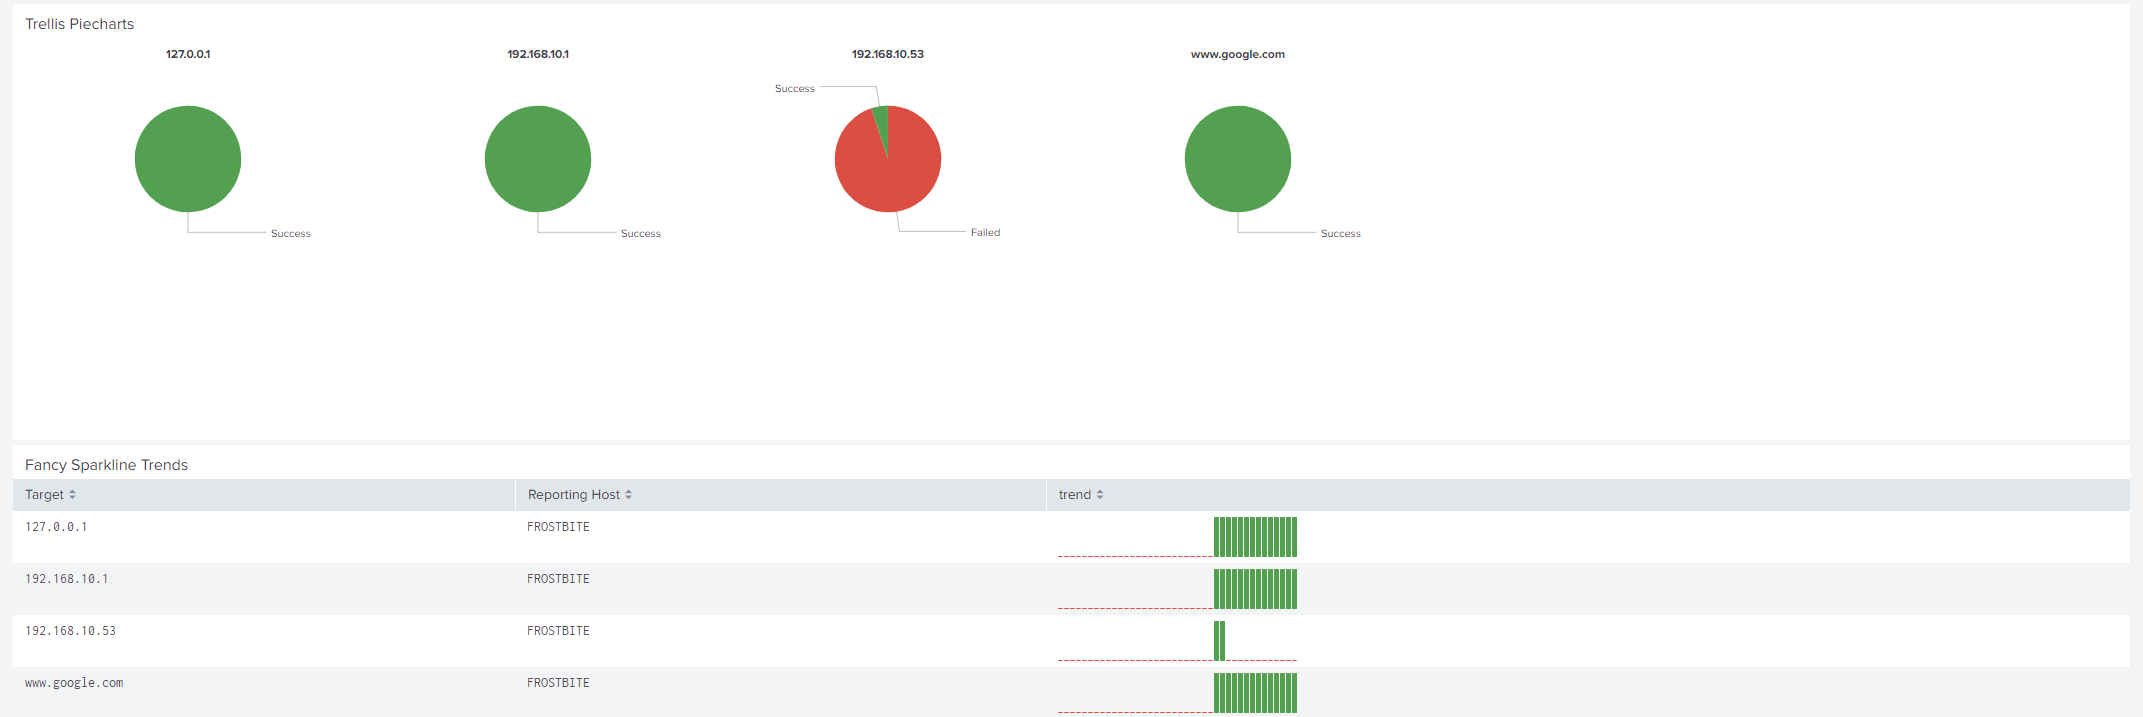 Trellis Piecharts
127.0.0.1 192.168.10.1 192.168.10.53 www.google.com
Success
Success Success Failed Success
Fancy Sparkline Trends
Target Reporting Host trend
127.0.0.1 FROSTBITE
192.168.10.1 FROSTBITE
192.168.10.53 FROSTBITE
www.google.com FROSTBITE